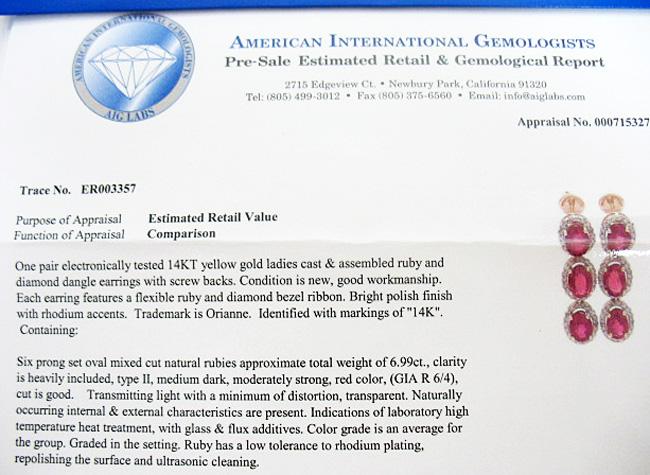 AMERICAN INTERNATIONAL GEMOLOGISTS
AIG LABS
AMERICAN INTERNATIONAL GEMOLOGISTS
Pre-Sale Estimated Retail & Gemological Report
2715 Edgeview Ct. • Newbury Park, California 91320
Tel: (805) 499-3012 • Fax (805) 375-6560 • Email: info@aiglabs.com
Appraisal No. 000715327
Trace No. ER003357
Purpose of Appraisal Estimated Retail Value
Function of Appraisal Comparison
One pair electronically tested 14KT yellow gold ladies cast & assembled ruby and
diamond dangle earrings with screw backs. Condition is new, good workmanship.
Each earring features a flexible ruby and diamond bezel ribbon. Bright polish finish
with rhodium accents. Trademark is Orianne. Identified with markings of "14K".
Containing:
Six prong set oval mixed cut natural rubies approximate total weight of 6.99ct., clarity
is heavily included, type II, medium dark, moderately strong, red color, (GIA R 6/4),
cut is good. Transmitting light with a minimum of distortion, transparent. Naturally
occurring internal & external characteristics are present. Indications of laboratory high
temperature heat treatment, with glass & flux additives. Color grade is an average for
the group. Graded in the setting. Ruby has a low tolerance to rhodium plating,
repolishing the surface and ultrasonic cleaning.